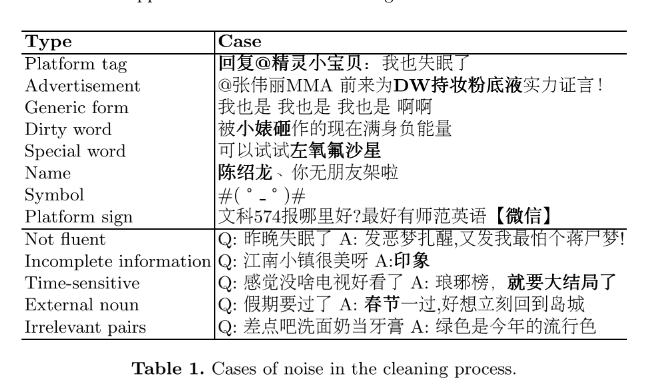 Type Case
Platform tag 回复@精灵小宝贝：我也失眠了
Advertisement @张伟丽MMA 前来为DW持妆粉底液实力证言！
Generic form 我也是 我也是 我也是 啊啊
Dirty word 被小婊砸作的现在满身负能量
Special word 可以试试左氧氟沙星
Name 陈绍龙、你无朋友架啦
Symbol #( ° _ ° )#
Platform sign 文科574报哪里好?最好有师范英语【微信】
Not fluent Q: 昨晚失眠了 A: 发恶梦扎醒,又发我最怕个蒋尸梦!
Incomplete information Q: 江南小镇很美呀 A:印象
Time-sensitive Q: 感觉没啥电视好看了 A: 琅琊榜，就要大结局了
External noun Q: 假期要过了 A: 春节一过,好想立刻回到岛城
Irrelevant pairs Q: 差点吧洗面奶当牙膏 A: 绿色是今年的流行色
Table 1. Cases of noise in the cleaning process.